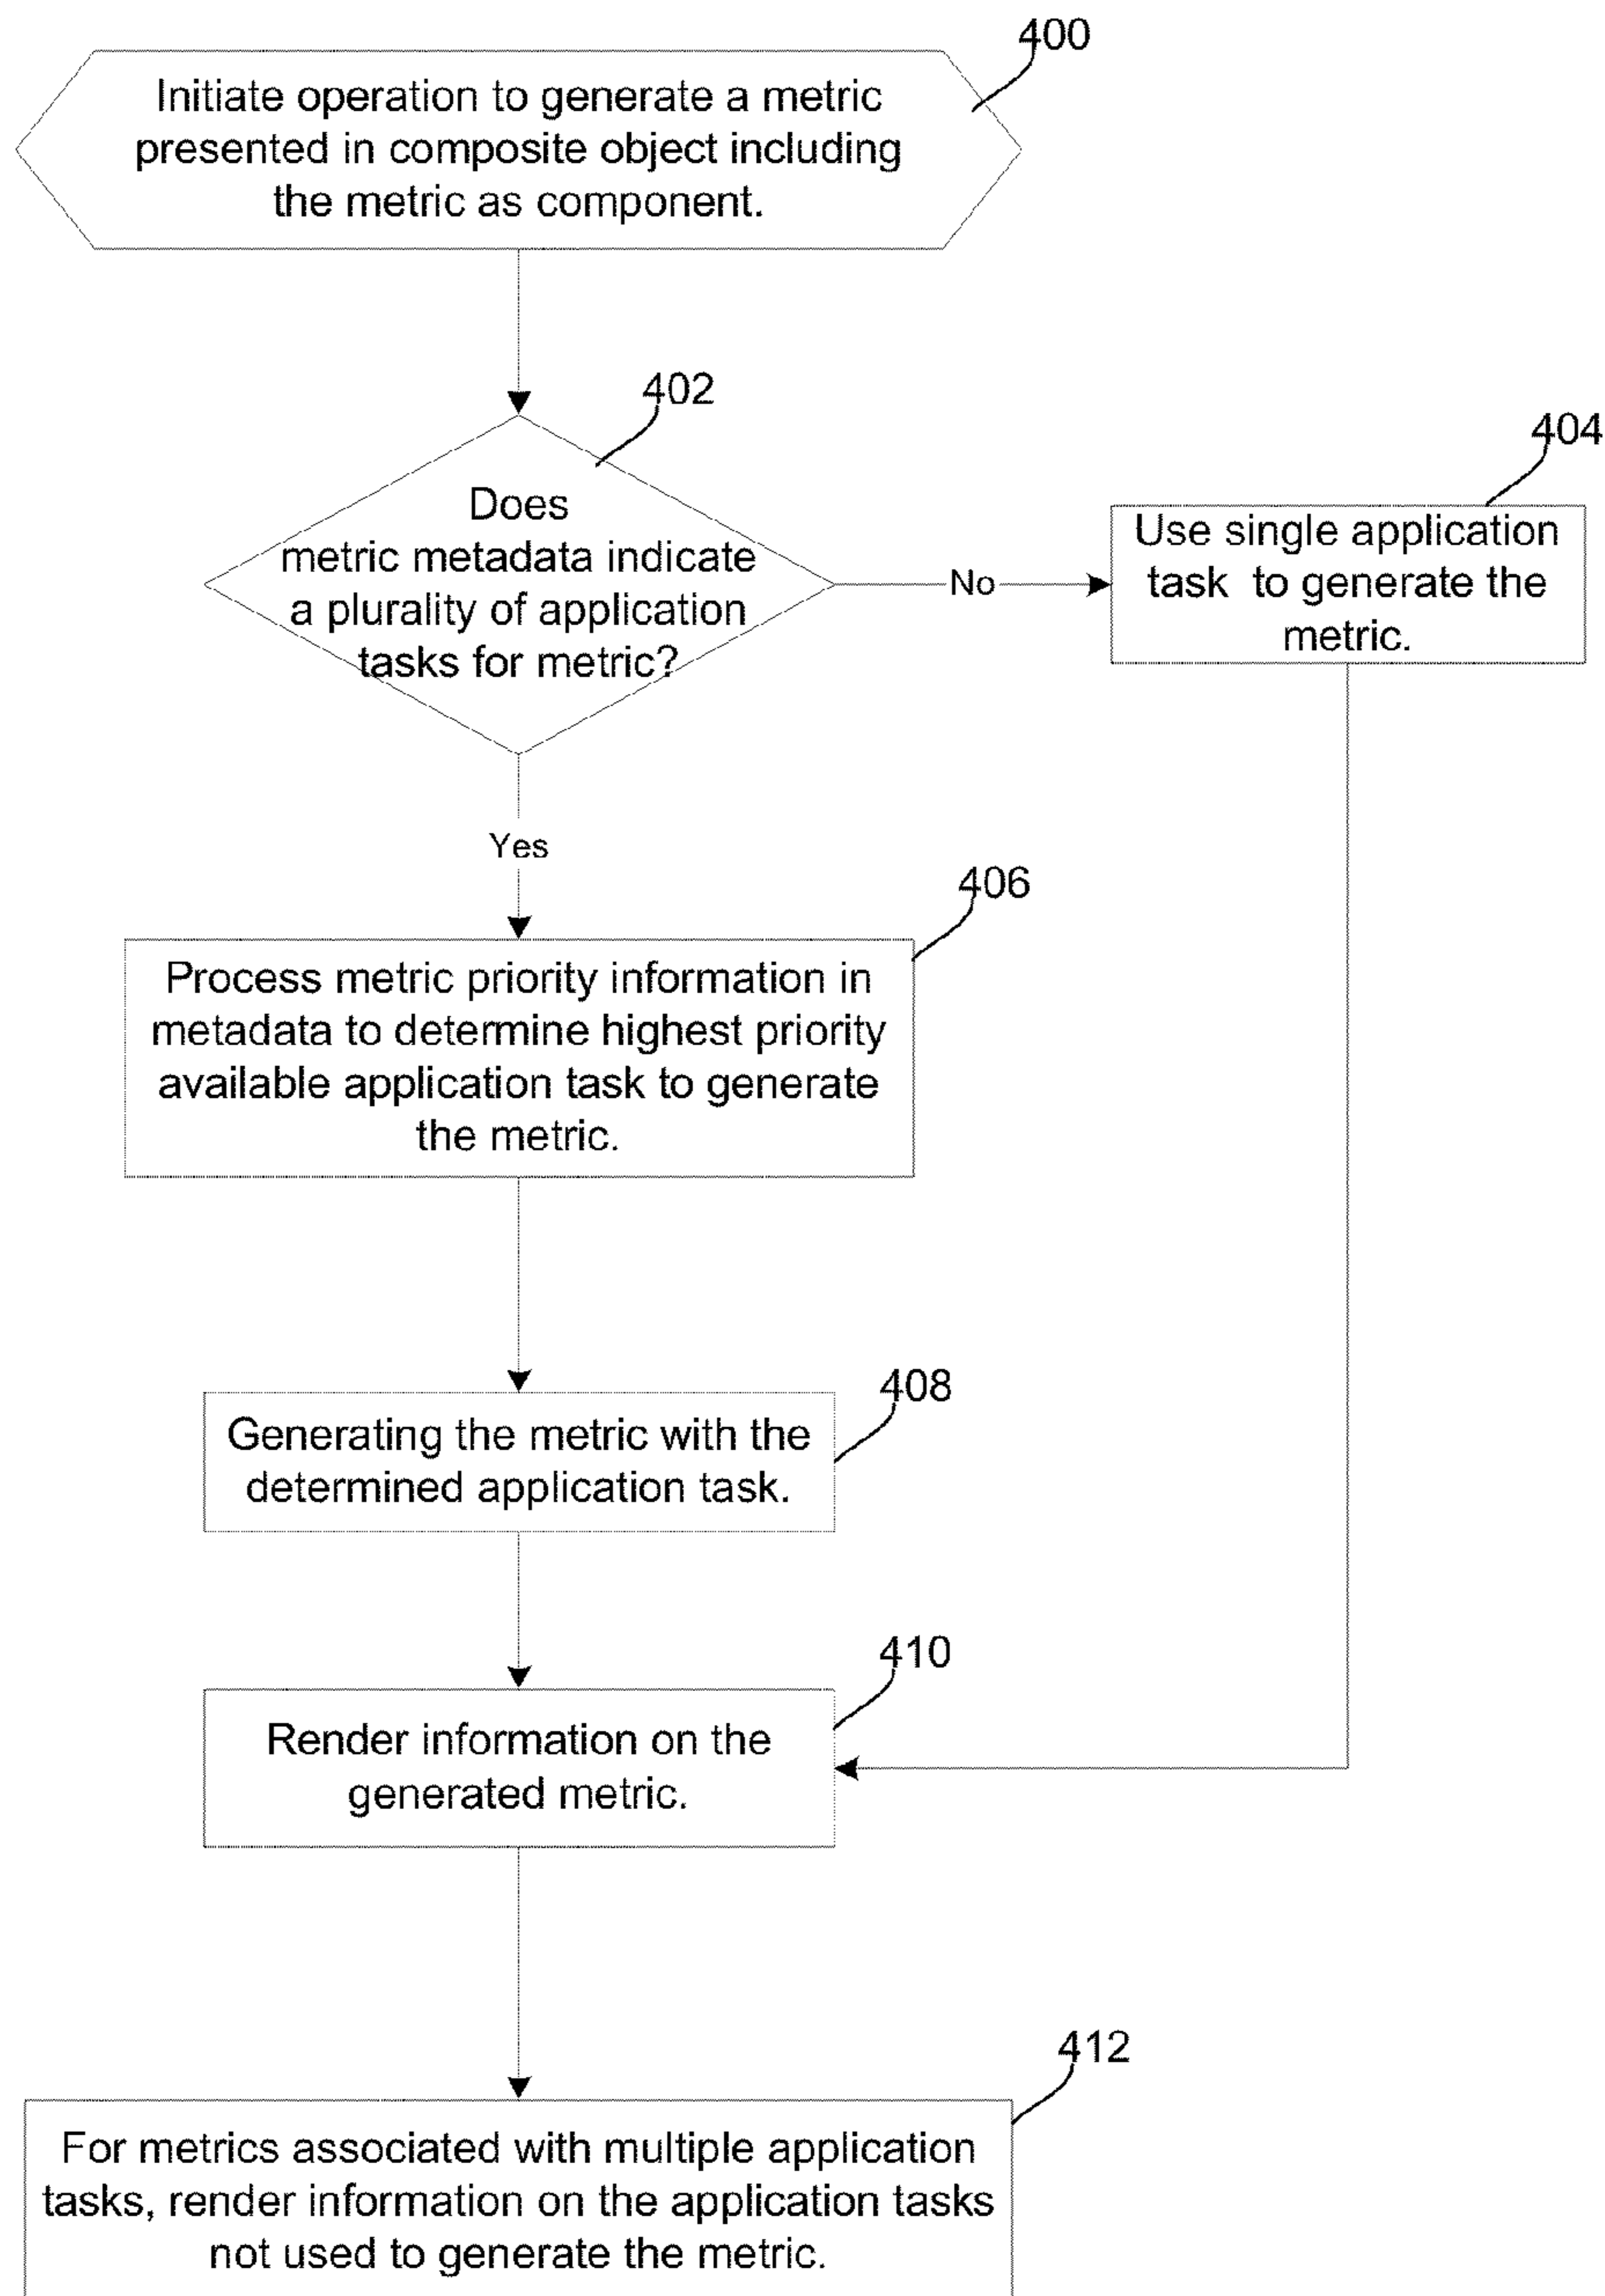 400
Initiate operation to generate a metric
presented in composite object including
the metric as component.
402
Does
metric metadata indicate
a plurality of application
tasks for metric?
No
404
Use single application
task to generate the
metric.
Yes
406
Process metric priority information in
metadata to determine highest priority
available application task to generate
the metric.
408
Generating the metric with the
determined application task.
410
Render information on the
generated metric.
412
For metrics associated with multiple application
tasks, render information on the application tasks
not used to generate the metric.